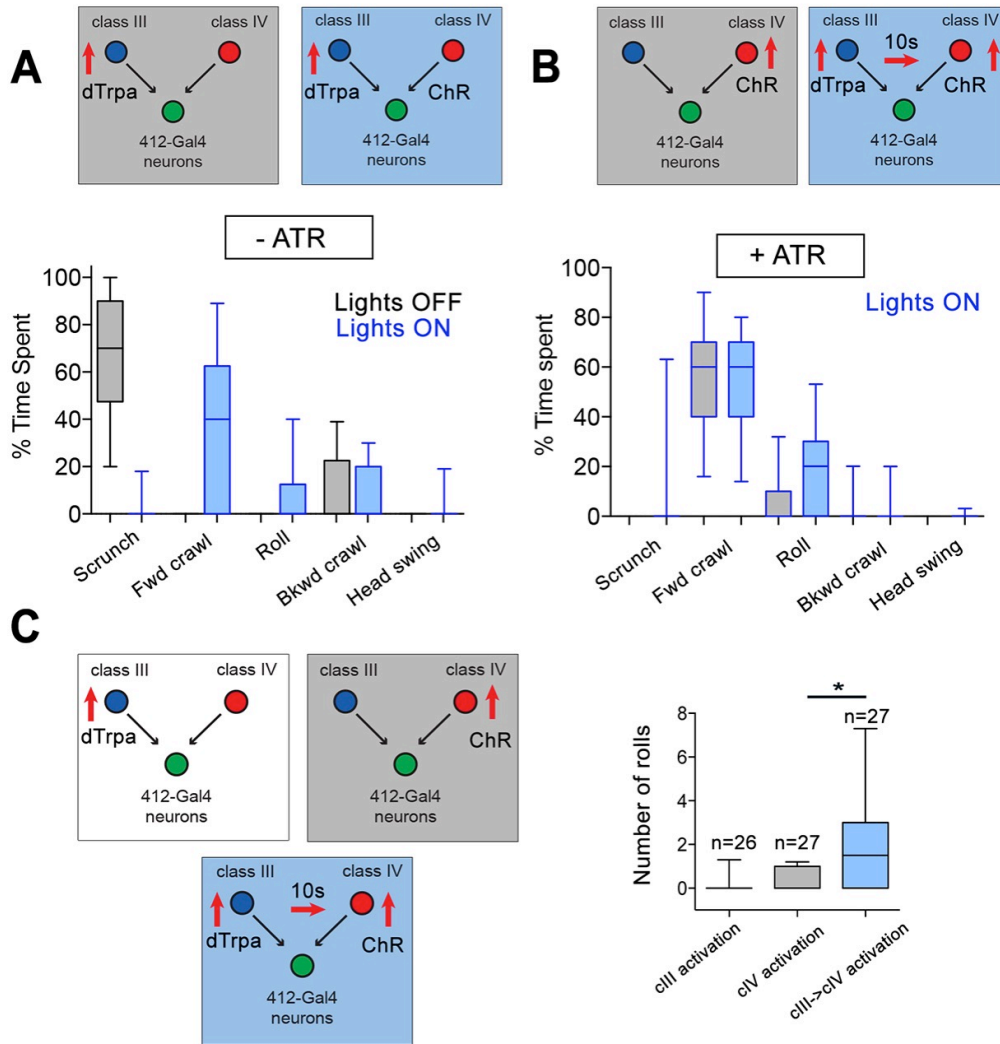 A
class III class IV
dTrpa
412-Gal4
neurons
class III class IV
dTrpa ChR
412-Gal4
neurons
B
class III class IV
ChR
412-Gal4
neurons
class III class IV
10s
dTrpa ChR
412-Gal4
neurons
- ATR
Lights OFF
Lights ON
% Time Spent
100
80
60
40
20
0
Scrunch
Fwd crawl
Roll
Bkwd crawl
Head swing
+ ATR
Lights ON
% Time spent
100
80
60
40
20
0
Scrunch
Fwd crawl
Roll
Bkwd crawl
Head swing
C
class III class IV
dTrpa
412-Gal4
neurons
class III class IV
ChR
412-Gal4
neurons
class III class IV
10s
dTrpa ChR
412-Gal4
neurons
Number of rolls
8
6
4
2
0
*
n=26
n=27
n=27
cIII activation
cIV activation
cIII->cIV activation